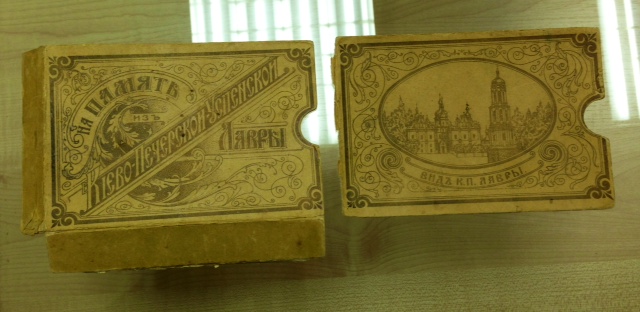 НА ПАМЯТЬ
ИЗЪ
КІЕВО-ПЕЧЕРСКОЙ-УСПЕНСКОЙ
ЛАВРЫ
ВИДЪ К.П. ЛАВРЫ